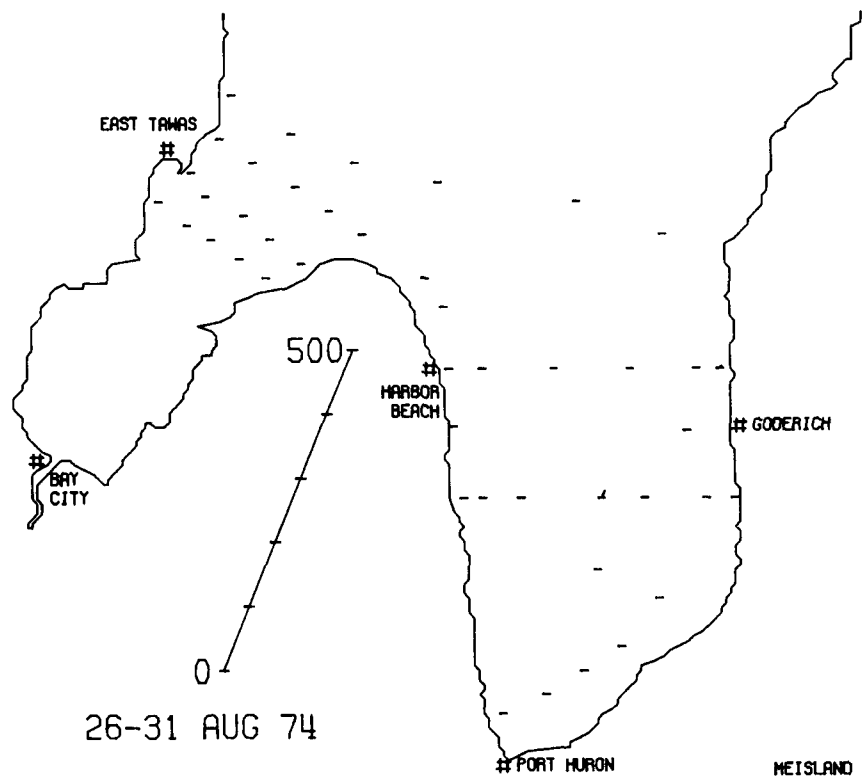 EAST TAWAS
#
500
#
HARBOR
BEACH
# GODERICH
#
BAY
CITY
0
26-31 AUG 74
# PORT HURON
MEISLAND